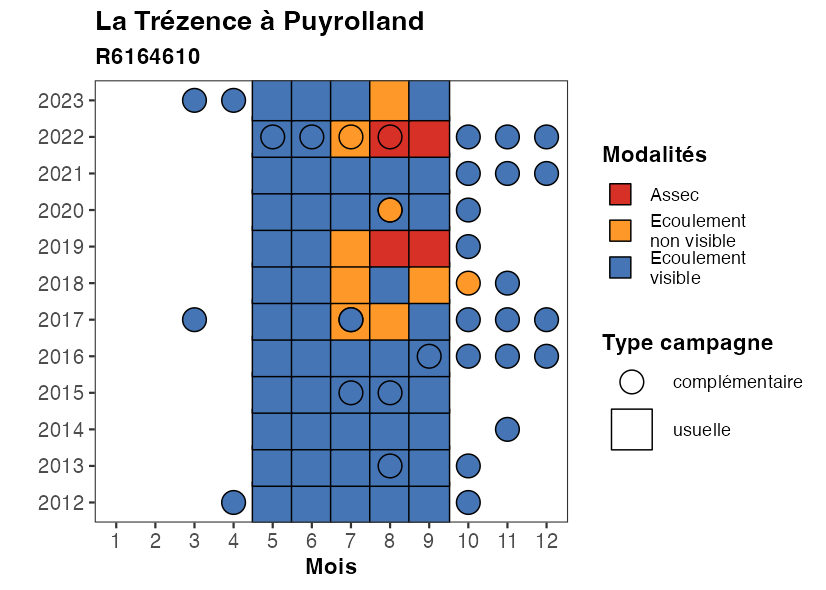 La Trézence à Puyrolland
R6164610
2023
2022
2021
2020
2019
2018
2017
2016
2015
2014
2013
2012
1 2 3 4 5 6 7 8 9 10 11 12
Mois
Modalités
Assec
Ecoulement
non visible
Ecoulement
visible
Type campagne
complémentaire
usuelle